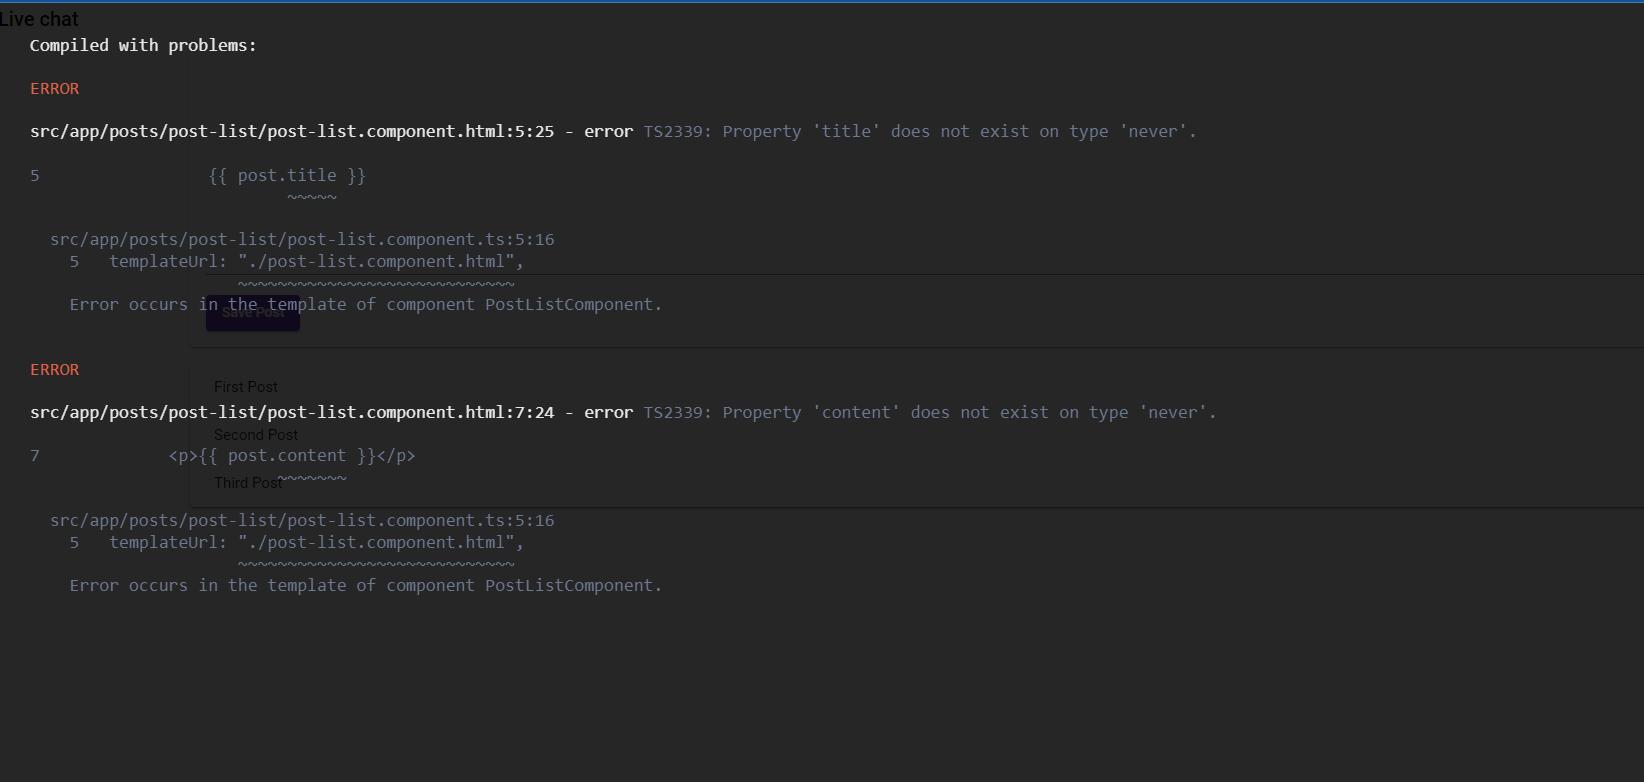 Live chat
Compiled with problems:
ERROR
src/app/posts/post-list/post-list.component.html:5:25 - error TS2339: Property 'title' does not exist on type 'never'.
5                 {{ post.title }}
                          ~~~~~
  src/app/posts/post-list/post-list.component.ts:5:16
    5   templateUrl: "./post-list.component.html",
                     ~~~~~~~~~~~~~~~~~~~~~~~~~~~~
    Error occurs in the template of component PostListComponent.
Save Post
ERROR
First Post
src/app/posts/post-list/post-list.component.html:7:24 - error TS2339: Property 'content' does not exist on type 'never'.
Second Post
7             <p>{{ post.content }}</p>
                         ~~~~~~~
Third Post
  src/app/posts/post-list/post-list.component.ts:5:16
    5   templateUrl: "./post-list.component.html",
                     ~~~~~~~~~~~~~~~~~~~~~~~~~~~~
    Error occurs in the template of component PostListComponent.